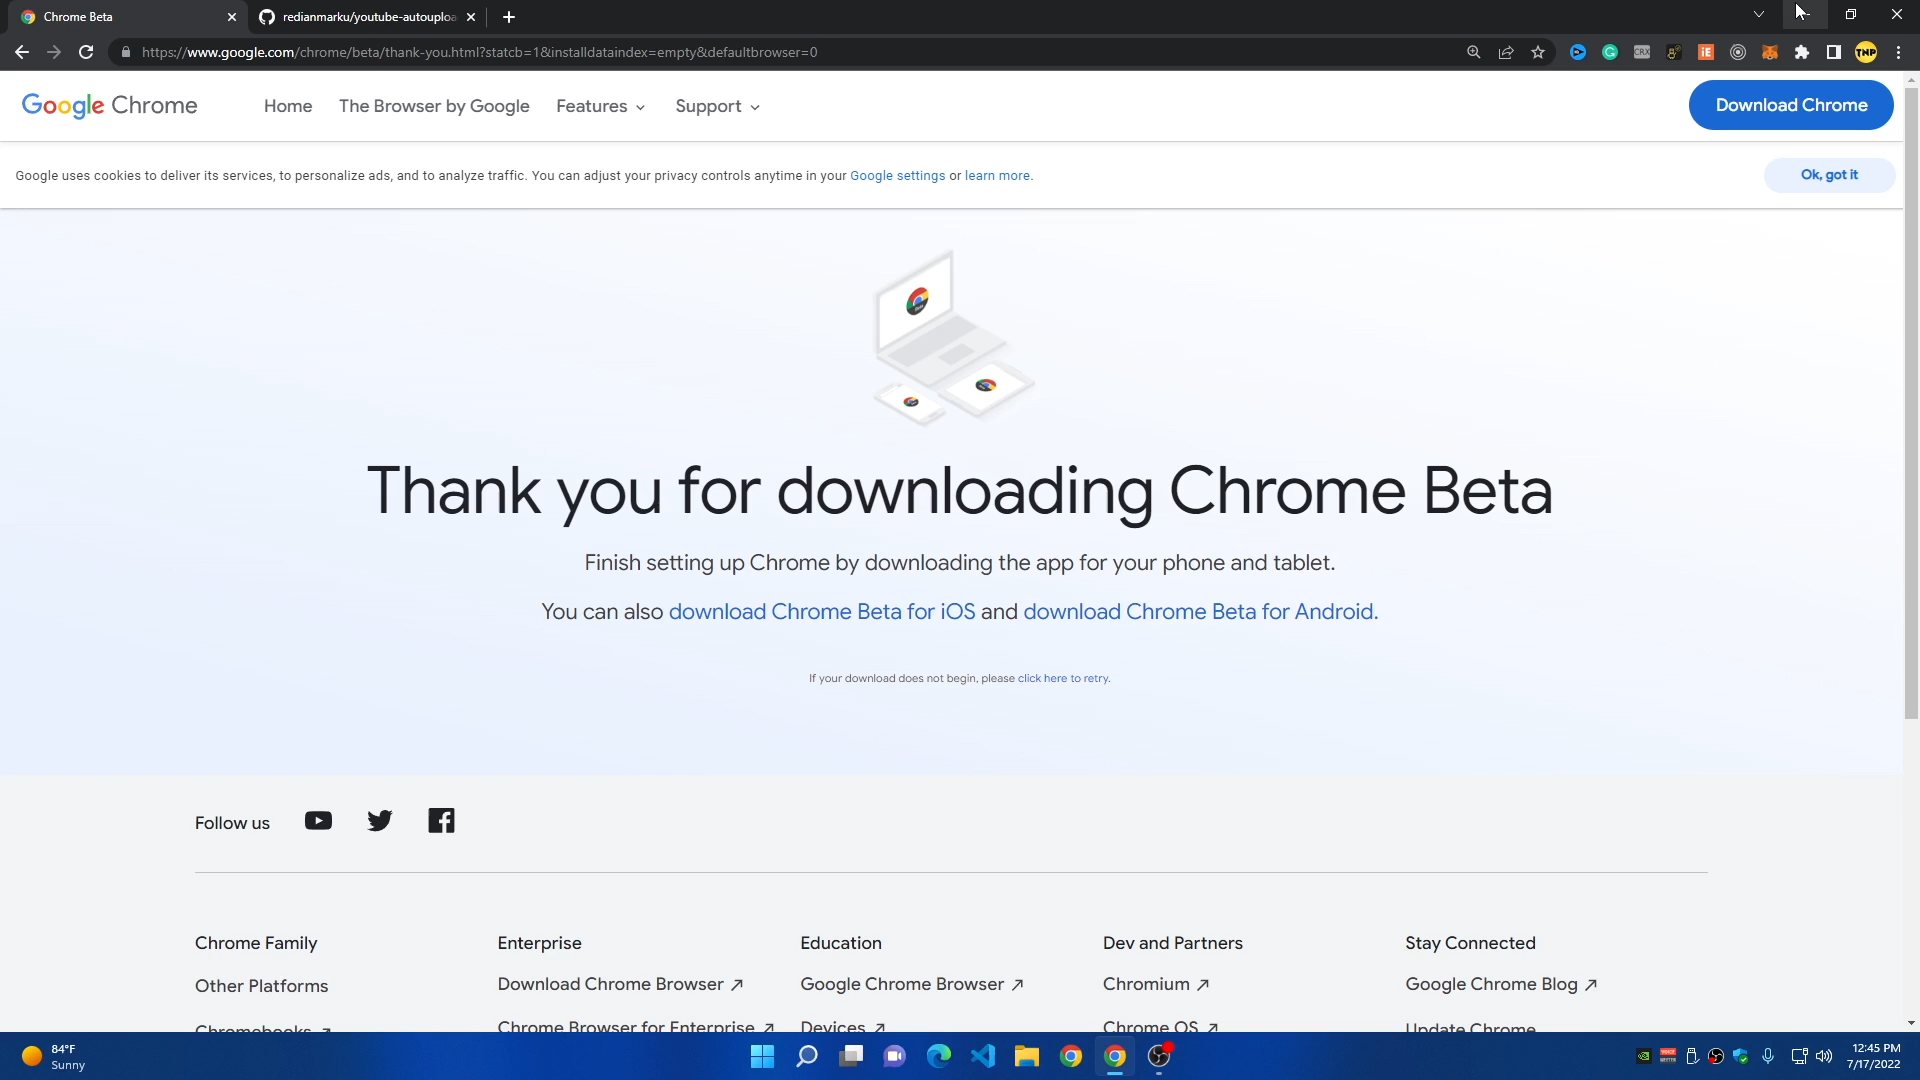 Chrome Beta
redianmarku/youtube-autouploa
https://www.google.com/chrome/beta/thank-you.html?statcb=1&installdataindex=empty&defaultbrowser=0
TNP
Google Chrome
Home
The Browser by Google
Features
Support
Download Chrome
Google uses cookies to deliver its services, to personalize ads, and to analyze traffic. You can adjust your privacy controls anytime in your Google settings or learn more.
Ok, got it
Thank you for downloading Chrome Beta
Finish setting up Chrome by downloading the app for your phone and tablet.
You can also download Chrome Beta for iOS and download Chrome Beta for Android.
If your download does not begin, please click here to retry.
Follow us
Chrome Family
Enterprise
Education
Dev and Partners
Stay Connected
Other Platforms
Download Chrome Browser
Google Chrome Browser
Chromium
Google Chrome Blog
Chromebooks
Chrome Browser for Enterprise
Devices
Chrome OS
Update Chrome
84°F
Sunny
12:45 PM
7/17/2022